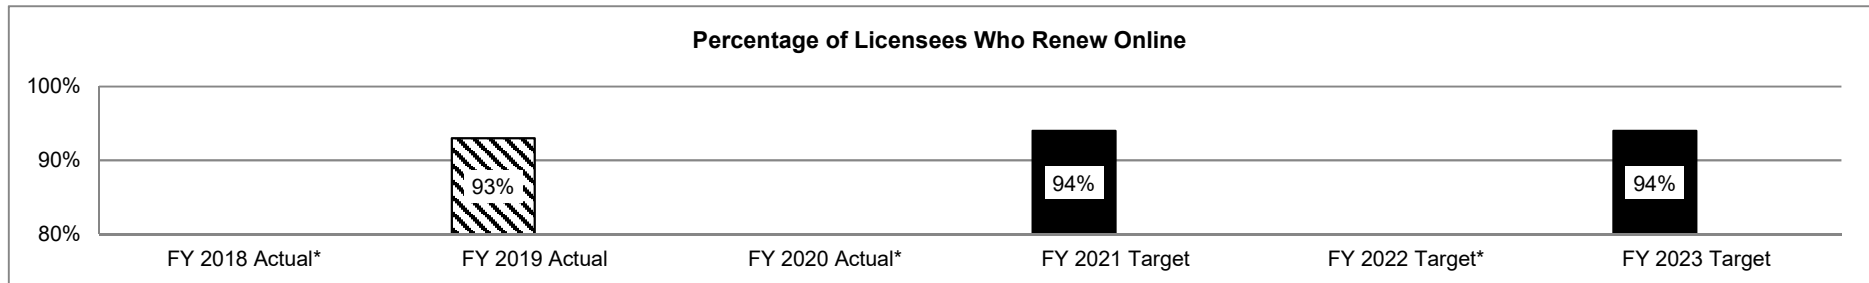 Percentage of Licensees Who Renew Online
100%
90%
80%
93%
94%
94%
FY 2018 Actual*
FY 2019 Actual
FY 2020 Actual*
FY 2021 Target
FY 2022 Target*
FY 2023 Target